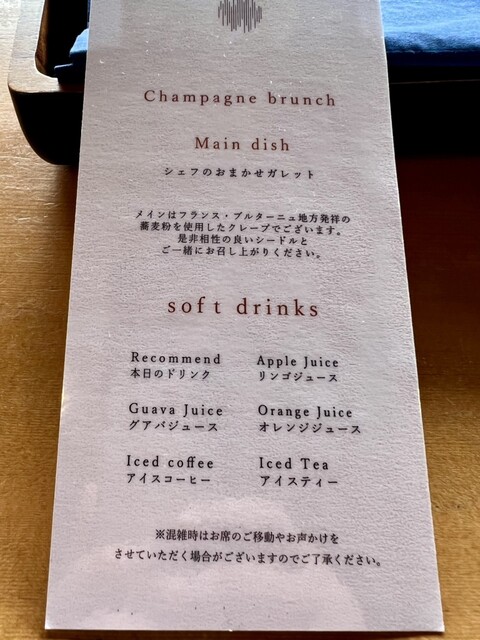 Champagne brunch
Main dish
シェフのおまかせガレット
メインはフランス・ブルターニュ地方発祥の
蕎麦粉を使用したクレープでございます。
是非相性の良いシードルと
ご一緒にお召し上がりください。
soft drinks
Recommend
本日のドリンク
Apple Juice
リンゴジュース
Guava Juice
グアバジュース
Orange Juice
オレンジジュース
Iced coffee
アイスコーヒー
Iced Tea
アイスティー
※混雑時はお席のご移動やお声かけを
させていただく場合がございますのでご了承ください。